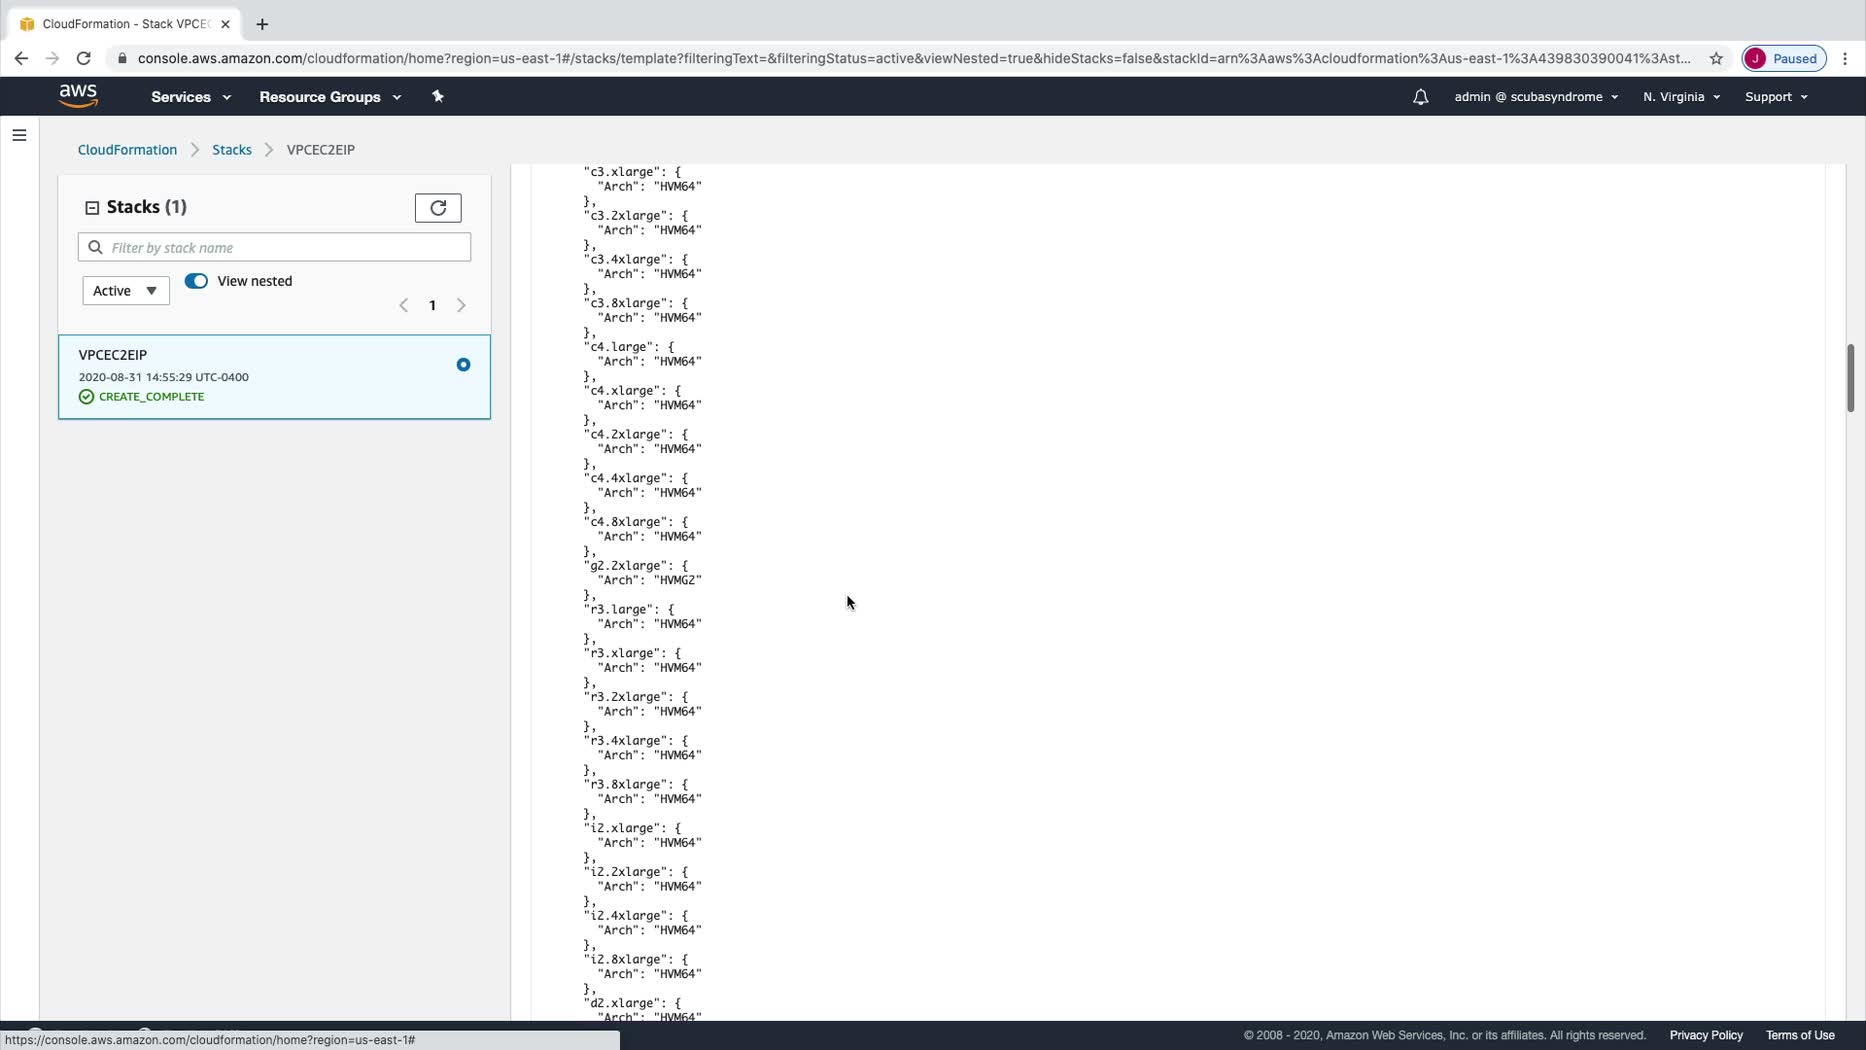 CloudFormation - Stack VPCEC
console.aws.amazon.com/cloudformation/home?region=us-east-1#/stacks/template?filteringText=&filteringStatus=active&viewNested=true&hideStacks=false&stackId=arn%3Aaws%3Acloudformation%3Aus-east-1%3A439830390041%3Ast...
J Paused
aws Services Resource Groups admin @ scubasyndrome N. Virginia Support
CloudFormation Stacks VPCEC2EIP
Stacks (1)
Filter by stack name
Active View nested
1
VPCEC2EIP
2020-08-31 14:55:29 UTC-0400
CREATE_COMPLETE
"c3.xlarge": {
"Arch": "HVM64"
},
"c3.2xlarge": {
"Arch": "HVM64"
},
"c3.4xlarge": {
"Arch": "HVM64"
},
"c3.8xlarge": {
"Arch": "HVM64"
},
"c4.large": {
"Arch": "HVM64"
},
"c4.xlarge": {
"Arch": "HVM64"
},
"c4.2xlarge": {
"Arch": "HVM64"
},
"c4.4xlarge": {
"Arch": "HVM64"
},
"c4.8xlarge": {
"Arch": "HVM64"
},
"g2.2xlarge": {
"Arch": "HVMG2"
},
"r3.large": {
"Arch": "HVM64"
},
"r3.xlarge": {
"Arch": "HVM64"
},
"r3.2xlarge": {
"Arch": "HVM64"
},
"r3.4xlarge": {
"Arch": "HVM64"
},
"r3.8xlarge": {
"Arch": "HVM64"
},
"i2.xlarge": {
"Arch": "HVM64"
},
"i2.2xlarge": {
"Arch": "HVM64"
},
"i2.4xlarge": {
"Arch": "HVM64"
},
"i2.8xlarge": {
"Arch": "HVM64"
},
"d2.xlarge": {
"Arch": "HVM64"
© 2008 - 2020, Amazon Web Services, Inc. or its affiliates. All rights reserved. Privacy Policy Terms of Use
https://console.aws.amazon.com/cloudformation/home?region=us-east-1#